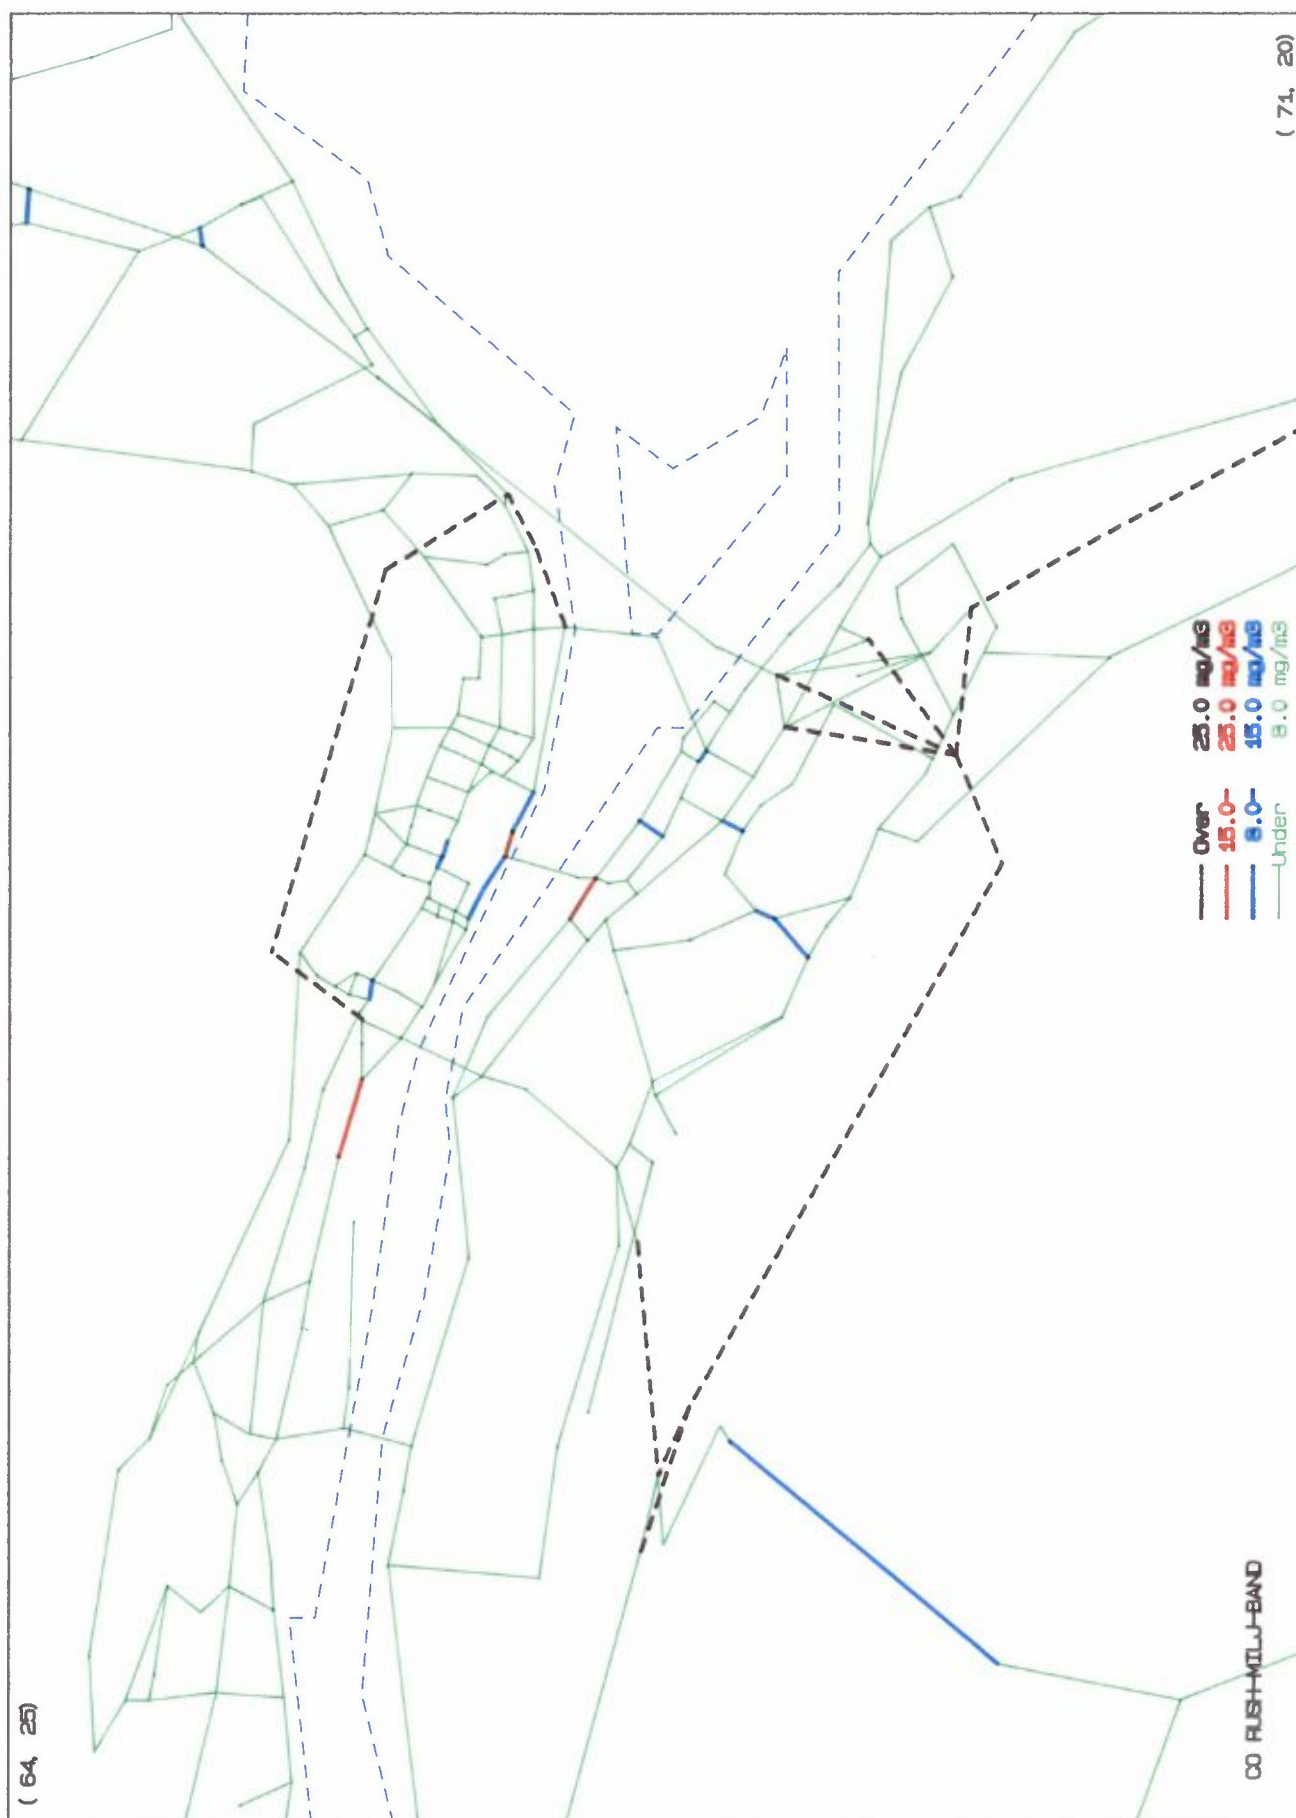 ( 64, 25)
( 71, 20)
Over 25.0 mg/m3
15.0- 25.0 mg/m3
8.0- 15.0 mg/m3
Under 8.0 mg/m3
CO RUSH-MILJ-BAND